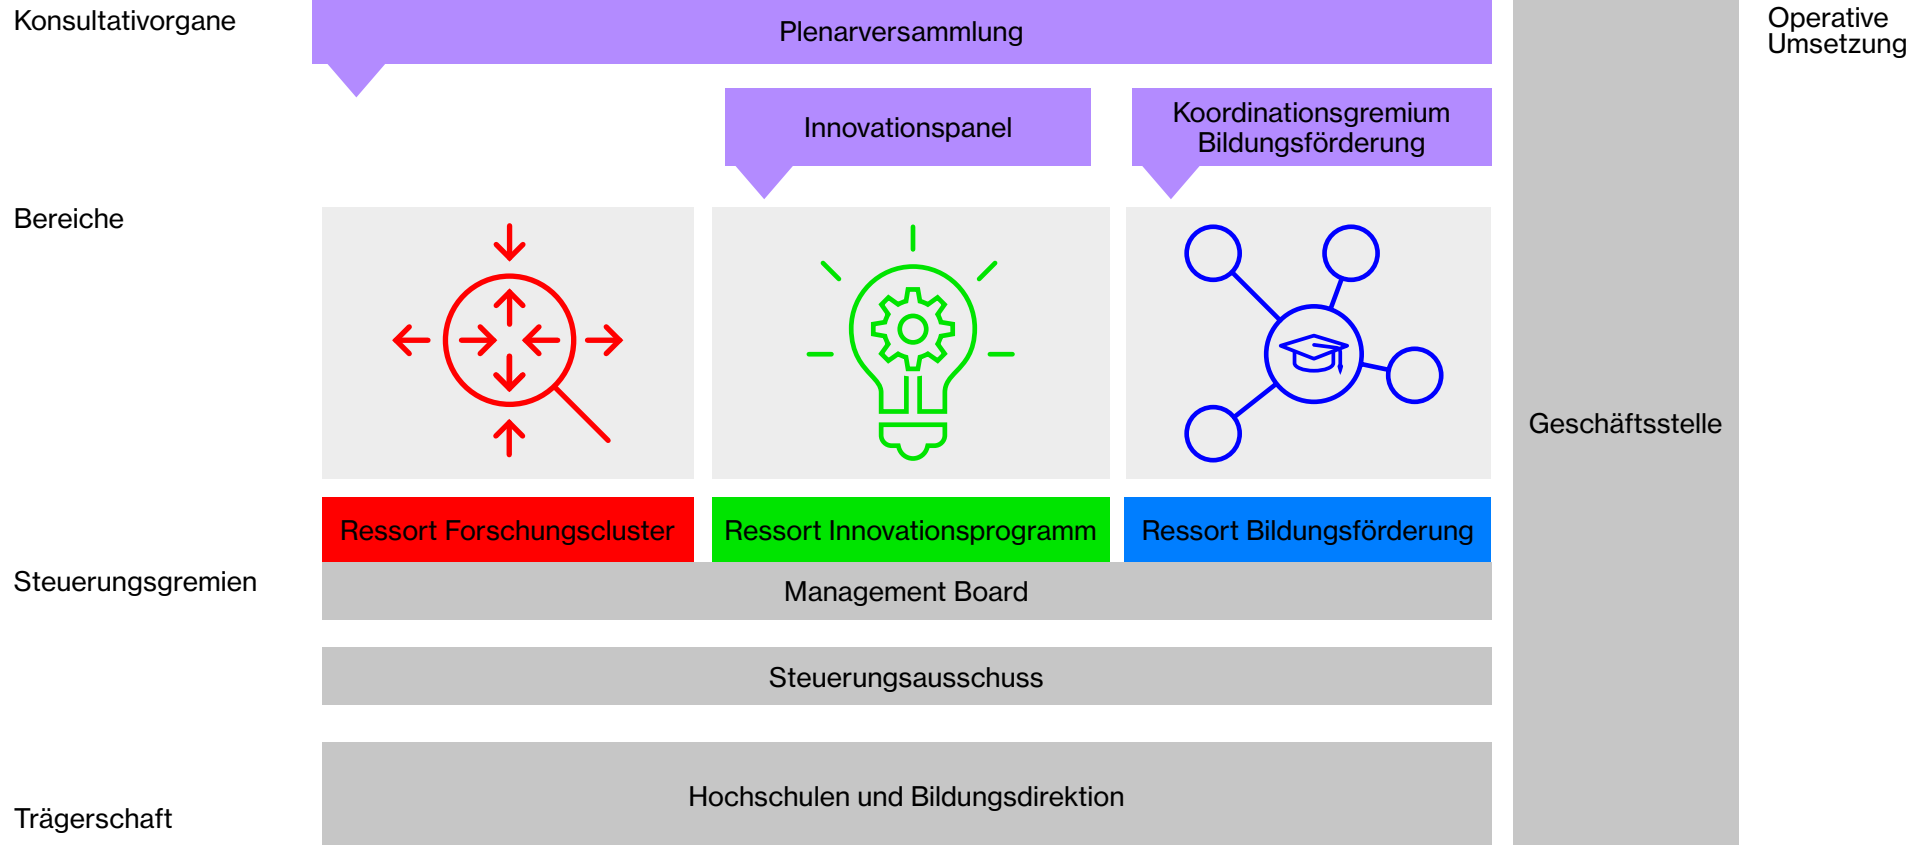 Konsultativorgane
Plenarversammlung
Operative
Umsetzung
Innovationspanel
Koordinationsgremium
Bildungsförderung
Bereiche
Geschäftsstelle
Ressort Forschungscluster
Ressort Innovationsprogramm
Ressort Bildungsförderung
Steuerungsgremien
Management Board
Steuerungsausschuss
Hochschulen und Bildungsdirektion
Trägerschaft